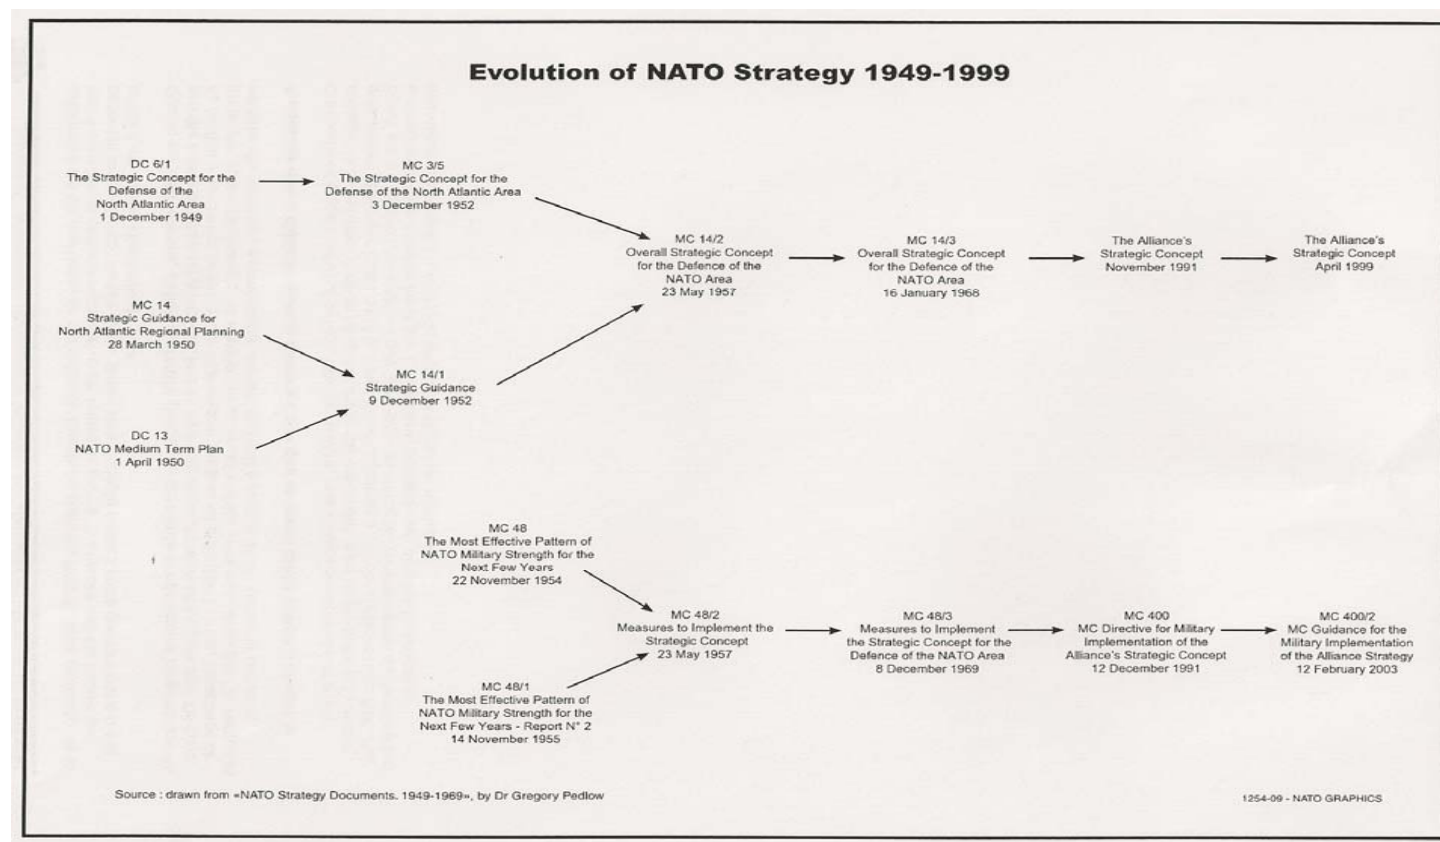 Evolution of NATO Strategy 1949-1999
DC 6/1
The Strategic Concept for the
Defense of the
North Atlantic Area
1 December 1949
MC 3/5
The Strategic Concept for the
Defense of the North Atlantic Area
3 December 1952
MC 14/2
Overall Strategic Concept
for the Defence of the
NATO Area
23 May 1957
MC 14/3
Overall Strategic Concept
for the Defence of the
NATO Area
16 January 1968
The Alliance's
Strategic Concept
November 1991
The Alliance's
Strategic Concept
April 1999
MC 14
Strategic Guidance for
North Atlantic Regional Planning
28 March 1950
MC 14/1
Strategic Guidance
9 December 1952
DC 13
NATO Medium Term Plan
1 April 1950
MC 48
The Most Effective Pattern of
NATO Military Strength for the
Next Few Years
22 November 1954
MC 48/2
Measures to Implement the
Strategic Concept
23 May 1957
MC 48/3
Measures to Implement
the Strategic Concept for the
Defence of the NATO Area
8 December 1969
MC 400
MC Directive for Military
Implementation of the
Alliance's Strategic Concept
12 December 1991
MC 400/2
MC Guidance for the
Military Implementation
of the Alliance Strategy
12 February 2003
MC 48/1
The Most Effective Pattern of
NATO Military Strength for the
Next Few Years - Report N° 2
14 November 1955
Source : drawn from «NATO Strategy Documents. 1949-1969», by Dr Gregory Pedlow
1254-09 - NATO GRAPHICS